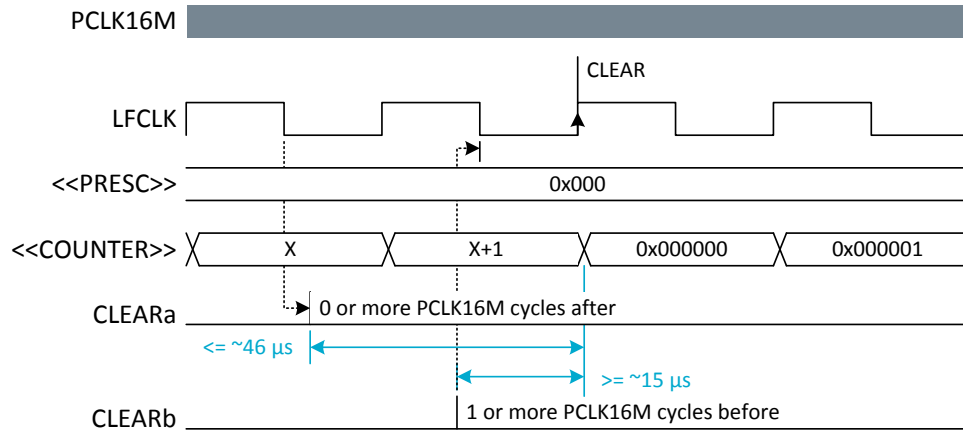 PCLK16M
CLEAR
LFCLK
<<PRESC>> 0x000
<<COUNTER>> X X+1 0x000000 0x000001
0 or more PCLK16M cycles after
CLEARa
<= ~46 µs
>= ~15 µs
1 or more PCLK16M cycles before
CLEARb